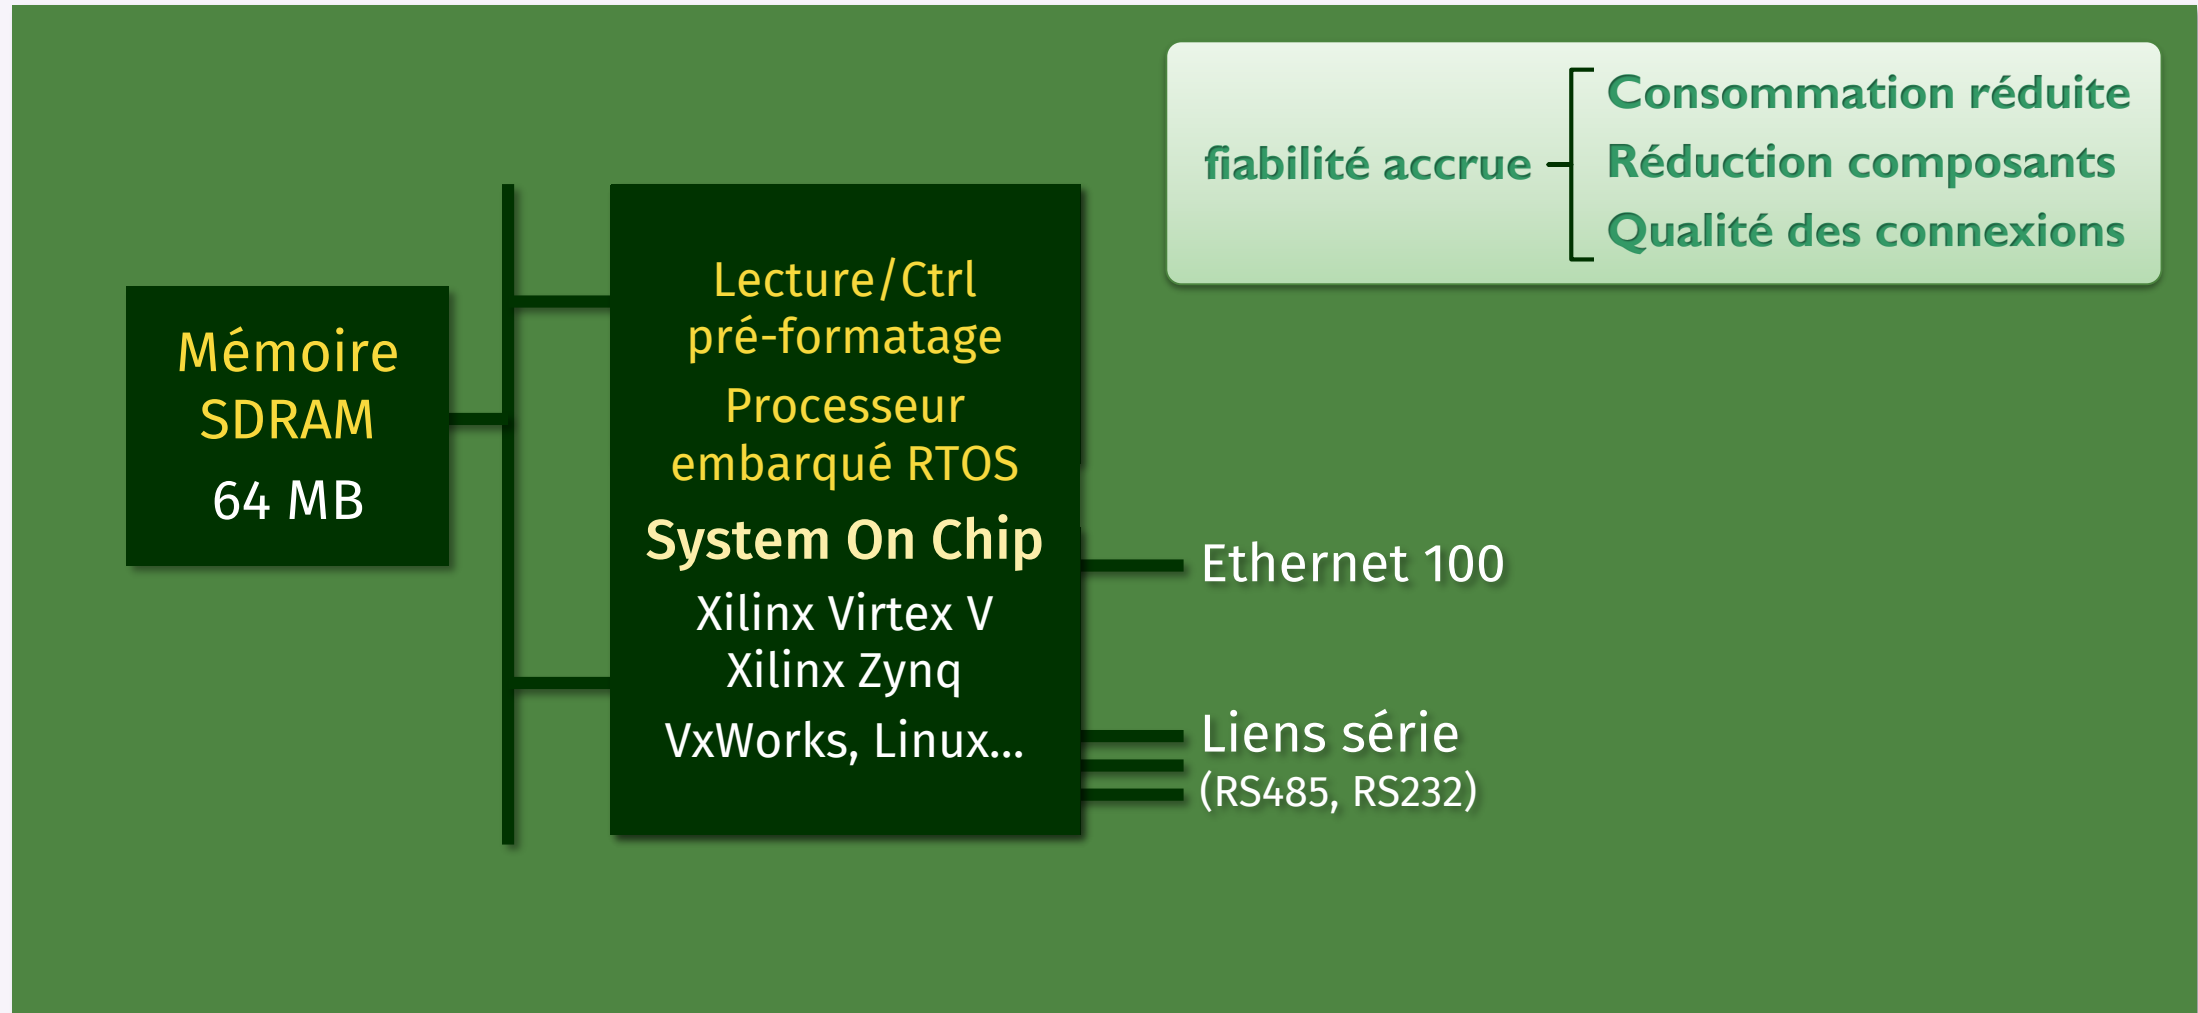 fiabilité accrue
Consommation réduite
Réduction composants
Qualité des connexions
Mémoire
SDRAM
64 MB
Lecture/Ctrl
pré-formatage
Processeur
embarqué RTOS
System On Chip
Xilinx Virtex V
Xilinx Zynq
VxWorks, Linux...
Ethernet 100
Liens série
(RS485, RS232)